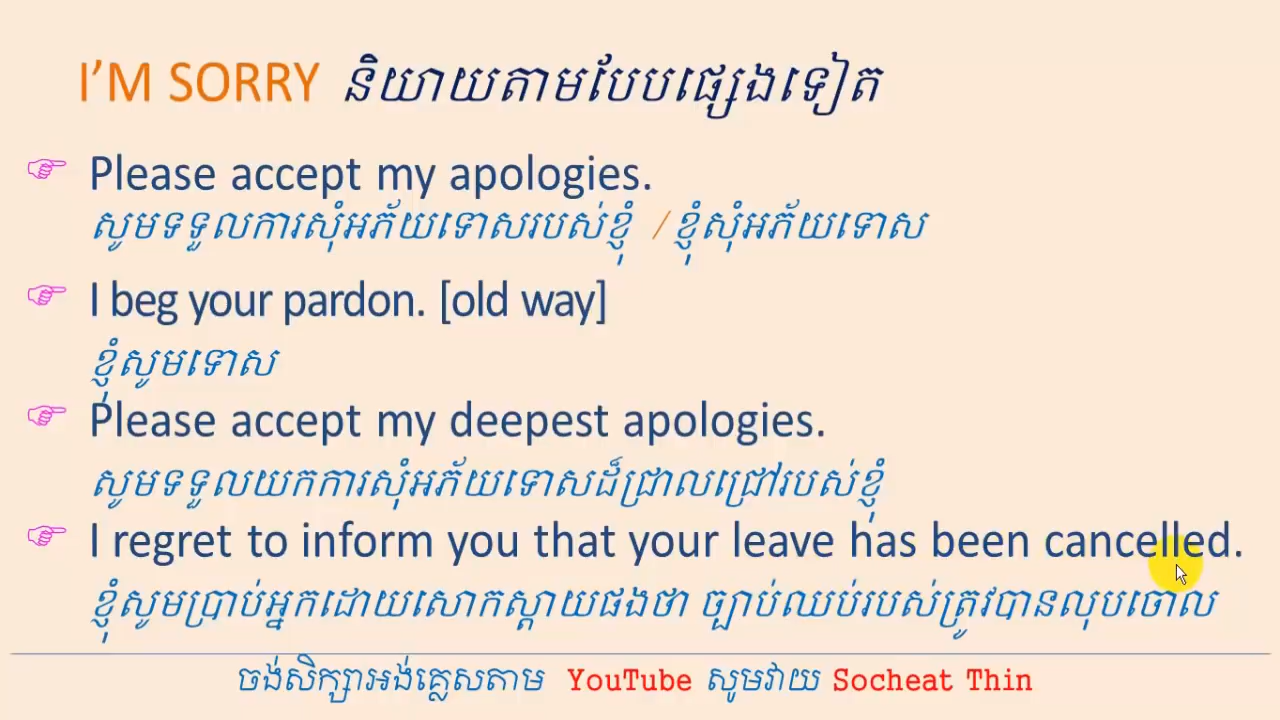 I'M SORRY និយាយតាមបែបផ្សេងទៀត
Please accept my apologies.
សូមទទួលការសុំអភ័យទោសរបស់ខ្ញុំ / ខ្ញុំសុំអភ័យទោស
I beg your pardon. [old way]
ខ្ញុំសូមទោស
Please accept my deepest apologies.
សូមទទួលយកការសុំអភ័យទោសដ៏ជ្រាលជ្រៅរបស់ខ្ញុំ
I regret to inform you that your leave has been cancelled.
ខ្ញុំសូមប្រាប់អ្នកដោយសោកស្ដាយផងថា ច្បាប់ឈប់របស់ត្រូវបានលុបចោល
ចង់សិក្សាអង់គ្លេសតាម YouTube សូមវាយ Socheat Thin